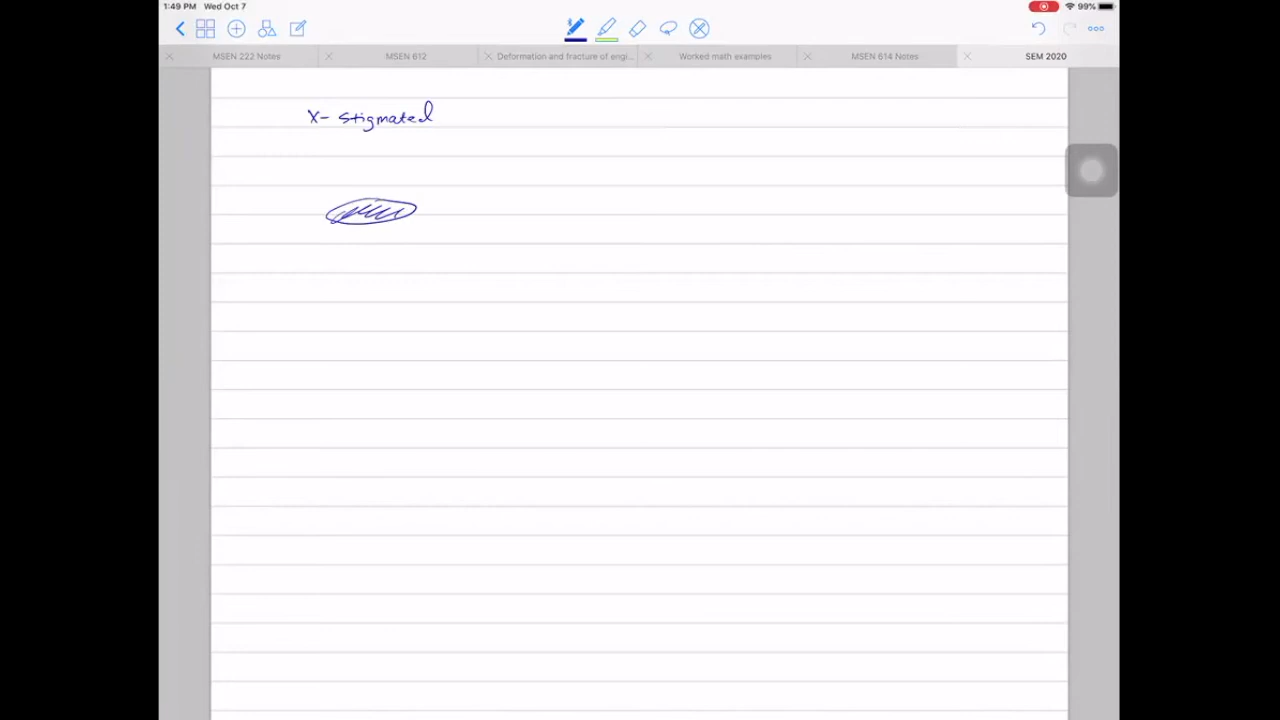 1:49 PM Wed Oct 7 99%
MSEN 222 Notes MSEN 612 Deformation and fracture of engi... Worked math examples MSEN 614 Notes SEM 2020
X- stigmated